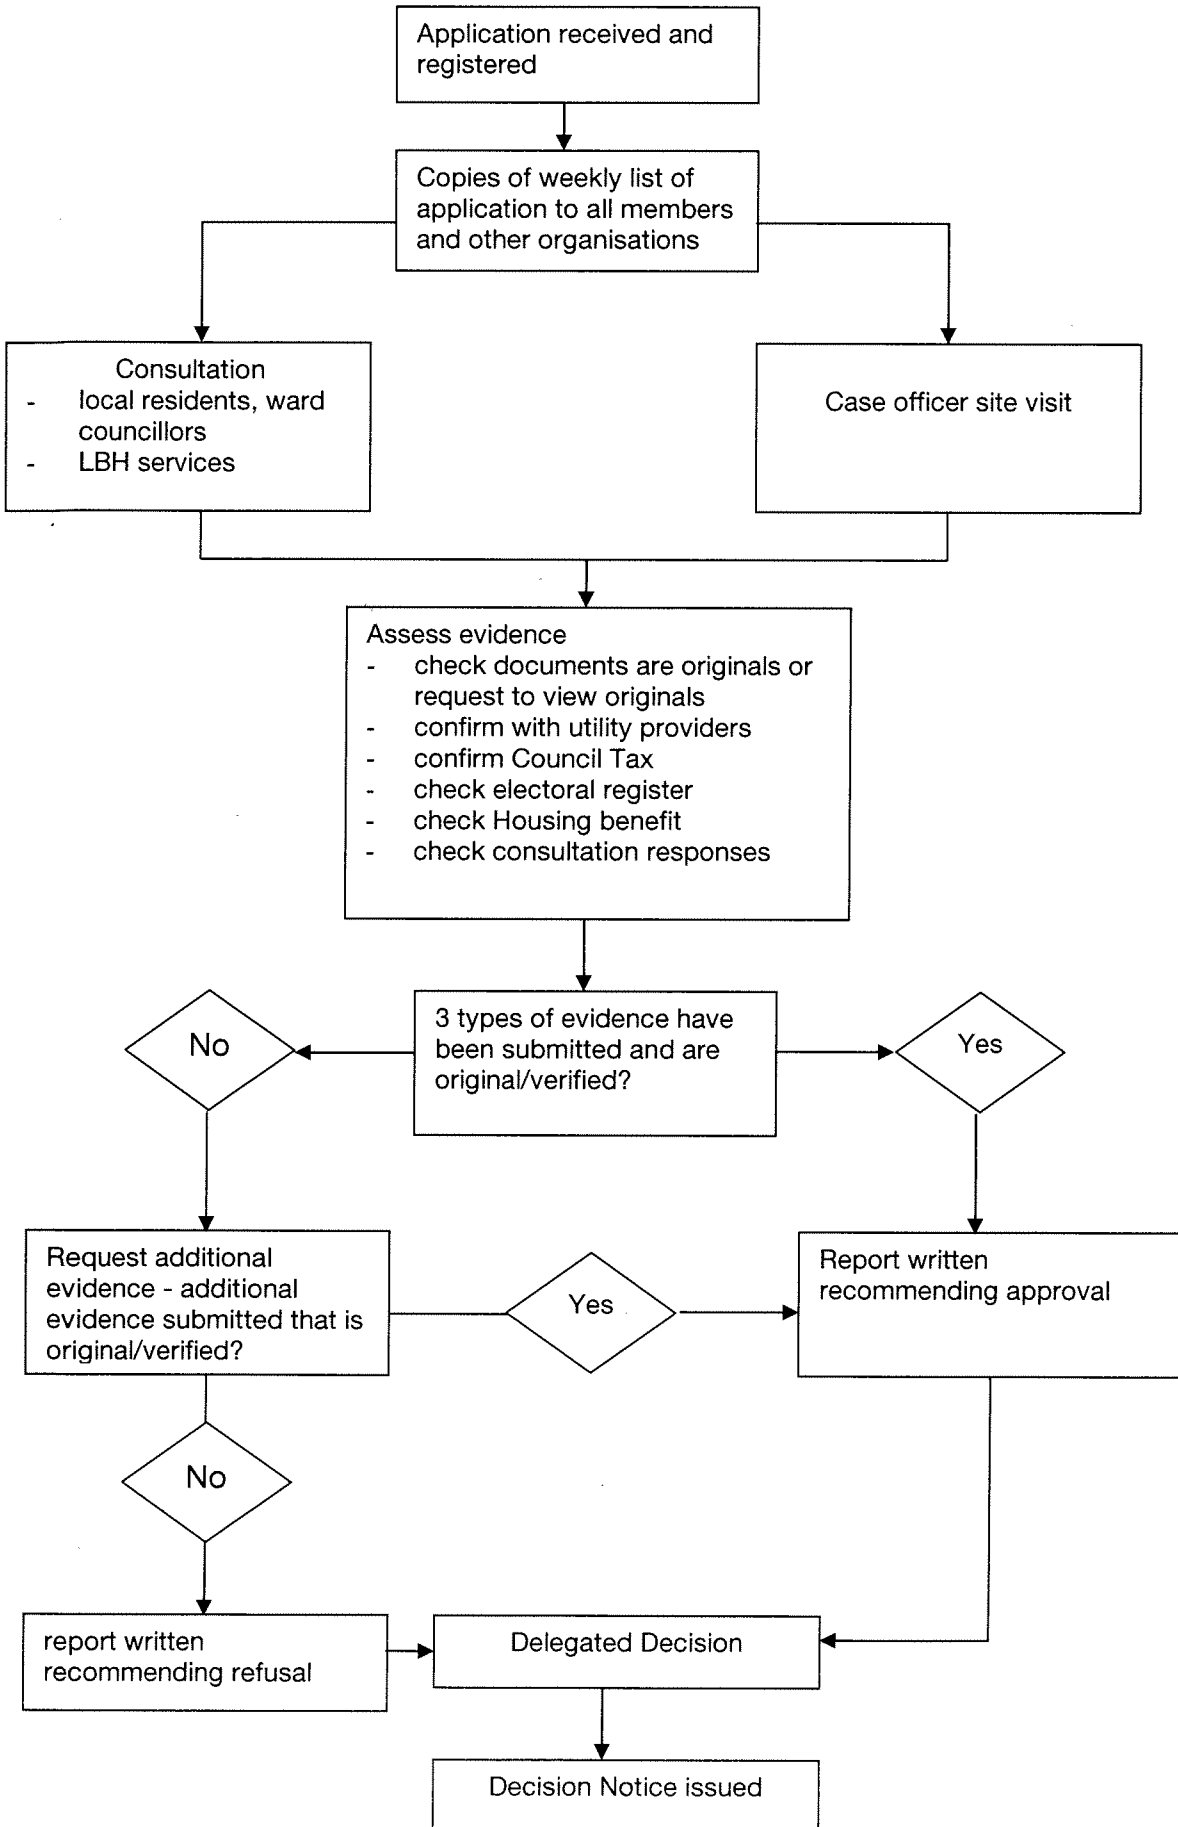 Application received and
registered
Copies of weekly list of
application to all members
and other organisations
Consultation
- local residents, ward
councillors
- LBH services
Case officer site visit
Assess evidence
- check documents are originals or
request to view originals
- confirm with utility providers
- confirm Council Tax
- check electoral register
- check Housing benefit
- check consultation responses
No
3 types of evidence have
been submitted and are
original/verified?
Yes
Request additional
evidence - additional
evidence submitted that is
original/verified?
Yes
Report written
recommending approval
No
report written
recommending refusal
Delegated Decision
Decision Notice issued